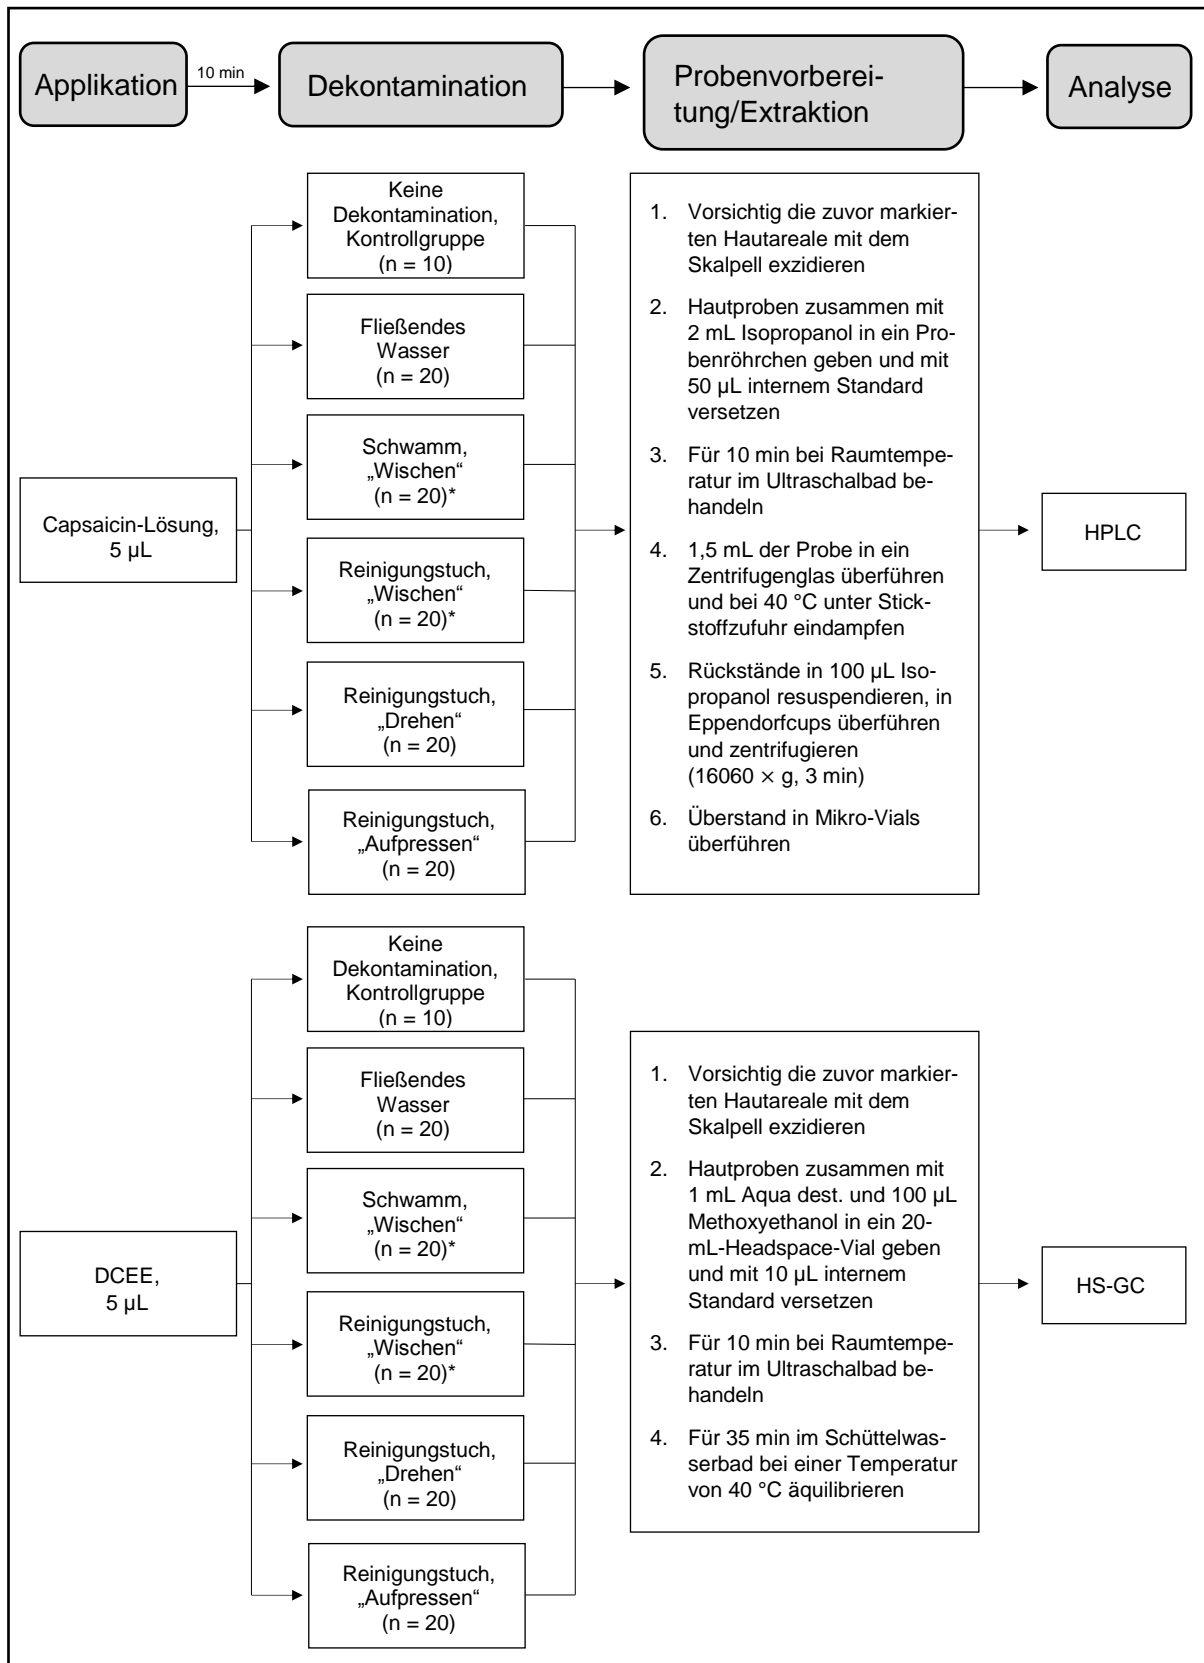 Applikation
10 min
Dekontamination
Probenvorberei-
tung/Extraktion
Analyse
Capsaicin-Lösung,
5 µL
Keine
Dekontamination,
Kontrollgruppe
(n = 10)
Fließendes
Wasser
(n = 20)
Schwamm,
„Wischen“
(n = 20)*
Reinigungstuch,
„Wischen“
(n = 20)*
Reinigungstuch,
„Drehen“
(n = 20)
Reinigungstuch,
„Aufpressen“
(n = 20)
1. Vorsichtig die zuvor markier-
ten Hautareale mit dem
Skalpell exzidieren
2. Hautproben zusammen mit
2 mL Isopropanol in ein Pro-
benröhrchen geben und mit
50 µL internem Standard
versetzen
3. Für 10 min bei Raumtempe-
ratur im Ultraschalbad be-
handeln
4. 1,5 mL der Probe in ein
Zentrifugenglas überführen
und bei 40 °C unter Stick-
stoffzufuhr eindampfen
5. Rückstände in 100 µL Iso-
propanol resuspendieren, in
Eppendorfcups überführen
und zentrifugieren
(16060 × g, 3 min)
6. Überstand in Mikro-Vials
überführen
HPLC
DCEE,
5 µL
Keine
Dekontamination,
Kontrollgruppe
(n = 10)
Fließendes
Wasser
(n = 20)
Schwamm,
„Wischen“
(n = 20)*
Reinigungstuch,
„Wischen“
(n = 20)*
Reinigungstuch,
„Drehen“
(n = 20)
Reinigungstuch,
„Aufpressen“
(n = 20)
1. Vorsichtig die zuvor markier-
ten Hautareale mit dem
Skalpell exzidieren
2. Hautproben zusammen mit
1 mL Aqua dest. und 100 µL
Methoxyethanol in ein 20-
mL-Headspace-Vial geben
und mit 10 µL internem
Standard versetzen
3. Für 10 min bei Raumtempe-
ratur im Ultraschalbad be-
handeln
4. Für 35 min im Schüttelwas-
serbad bei einer Temperatur
von 40 °C äquilibrieren
HS-GC